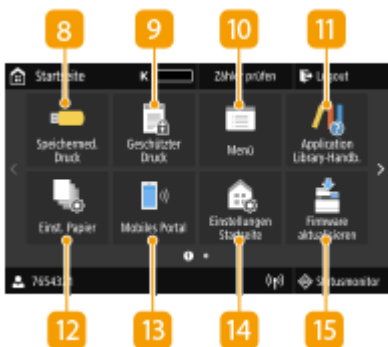 8 9 10 11
Startseite K Zähler prüfen Logout
Speichermed. Druck
Geschützter Druck
Menü
Application Library-Handb.
Einst. Papier
Mobiles Portal
Einstellungen Startseite
Firmware aktualisieren
7654321 Statusmonitor
12 13 14 15